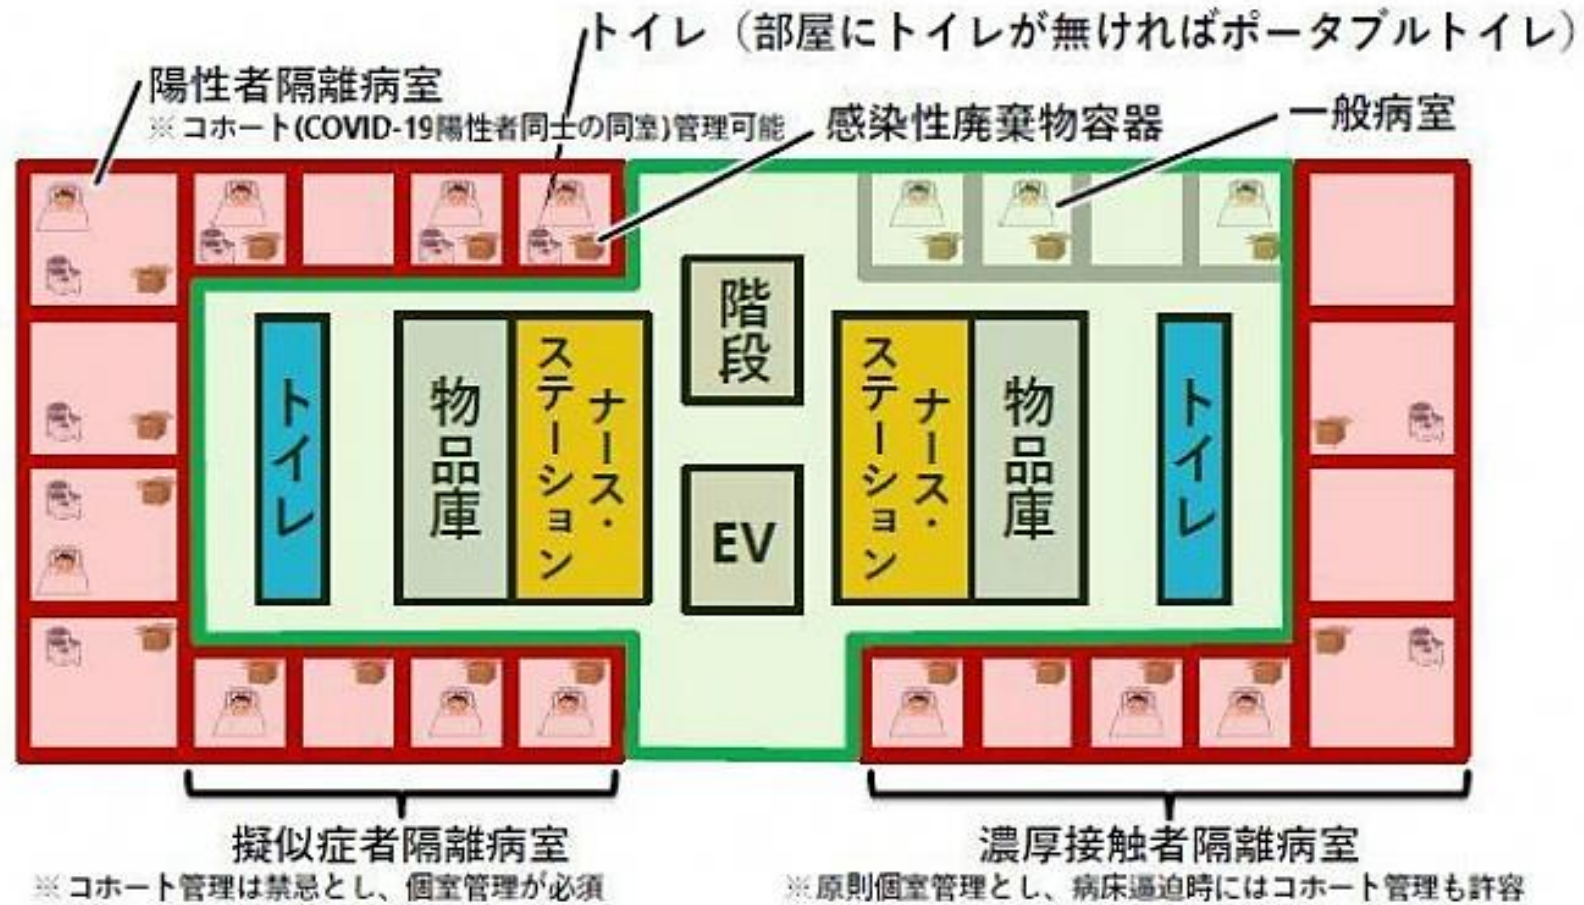 トイレ（部屋にトイレが無ければポータブルトイレ）
陽性者隔離病室
※コホート(COVID-19陽性者同士の同室)管理可能
感染性廃棄物容器
一般病室
階段
トイレ
物品庫
ナース・
ステーション
EV
ナース・
ステーション
物品庫
トイレ
擬似症者隔離病室
※コホート管理は禁忌とし、個室管理が必須
濃厚接触者隔離病室
※原則個室管理とし、病床逼迫時にはコホート管理も許容